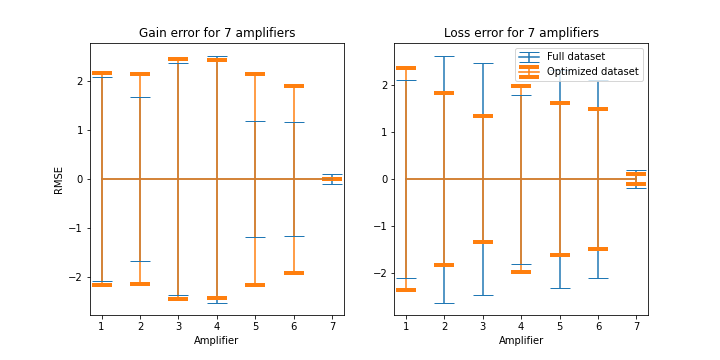 Gain error for 7 amplifiers
RMSE
2
1
0
−1
−2
1 2 3 4 5 6 7
Amplifier
Loss error for 7 amplifiers
Full dataset
Optimized dataset
2
1
0
−1
−2
1 2 3 4 5 6 7
Amplifier